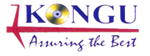 KONGU
Assuring the Best